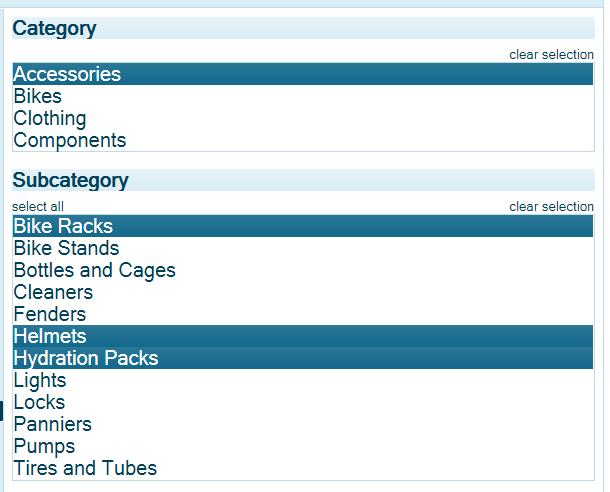 Category
clear selection
Accessories
Bikes
Clothing
Components
Subcategory
select all clear selection
Bike Racks
Bike Stands
Bottles and Cages
Cleaners
Fenders
Helmets
Hydration Packs
Lights
Locks
Panniers
Pumps
Tires and Tubes